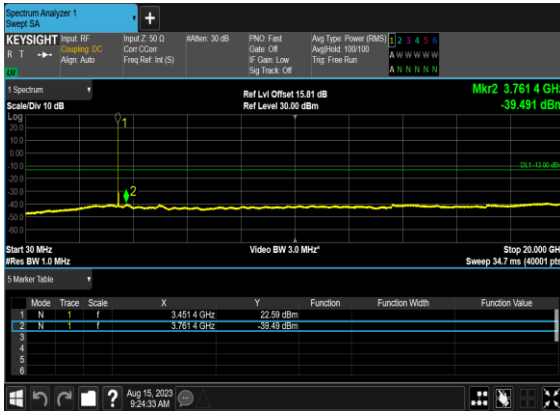 Spectrum Analyzer 1
Swept SA
+
KEYSIGHT
R T
Input: RF
Coupling: DC
Align: Auto
Input Z: 50 Ω
Corr CCorr
Freq Ref: Int (S)
#Atten: 30 dB
PNO: Fast
Gate: Off
IF Gain: Low
Sig Track: Off
Avg Type: Power (RMS)
Avg|Hold: 100/100
Trig: Free Run
1 2 3 4 5 6
A W W W W W
A N N N N N
1 Spectrum
Scale/Div 10 dB
Ref Lvl Offset 15.81 dB
Ref Level 30.00 dBm
Mkr2 3.761 4 GHz
-39.491 dBm
Log
20.0
10.0
0.00
-10.0
-20.0
-30.0
-40.0
-50.0
-60.0
1
2
DL1 -13.00 dBm
Start 30 MHz
#Res BW 1.0 MHz
Video BW 3.0 MHz*
Stop 20.000 GHz
Sweep 34.7 ms (40001 pts)
5 Marker Table
Mode Trace Scale X Y Function Function Width Function Value
1 N 1 f 3.451 4 GHz 22.59 dBm
2 N 1 f 3.761 4 GHz -39.49 dBm
3
4
5
6
?
Aug 15, 2023
9:24:33 AM